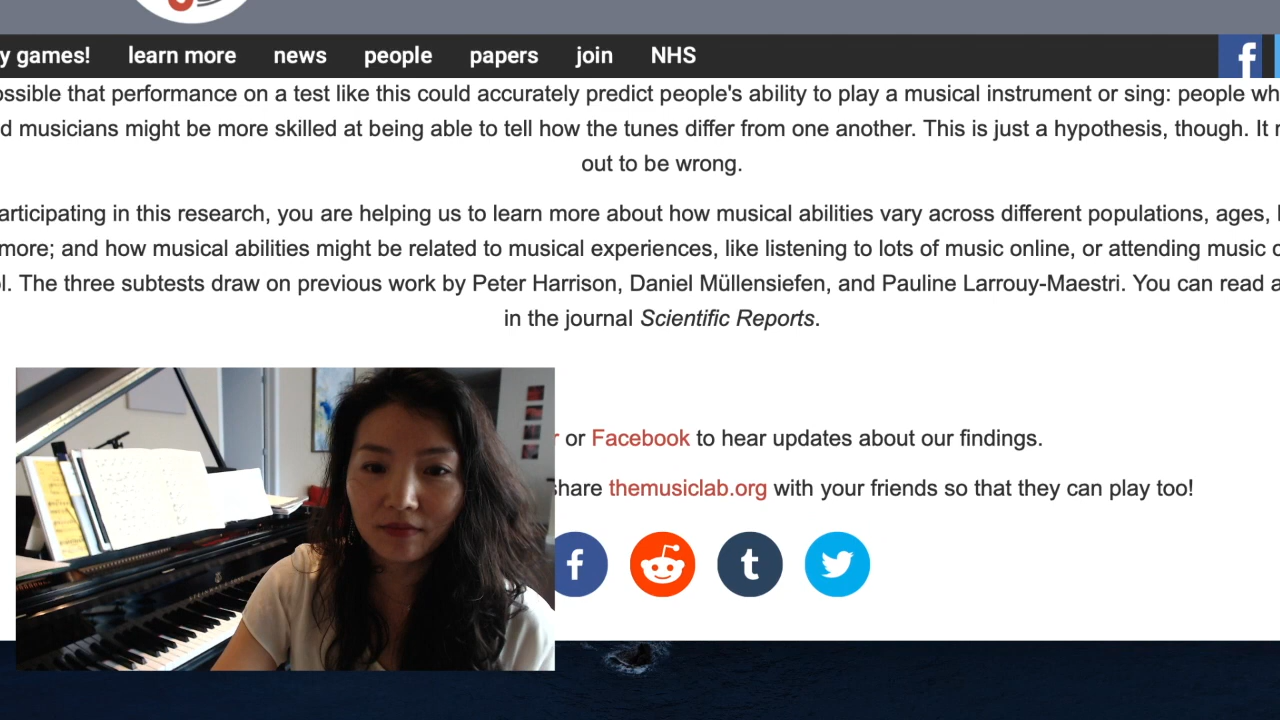 y games! learn more news people papers join NHS
possible that performance on a test like this could accurately predict people's ability to play a musical instrument or sing: people wh
d musicians might be more skilled at being able to tell how the tunes differ from one another. This is just a hypothesis, though. It
out to be wrong.
articipating in this research, you are helping us to learn more about how musical abilities vary across different populations, ages,
more; and how musical abilities might be related to musical experiences, like listening to lots of music online, or attending music
. The three subtests draw on previous work by Peter Harrison, Daniel Müllensiefen, and Pauline Larrouy-Maestri. You can read a
in the journal Scientific Reports.
or Facebook to hear updates about our findings.
share themusiclab.org with your friends so that they can play too!